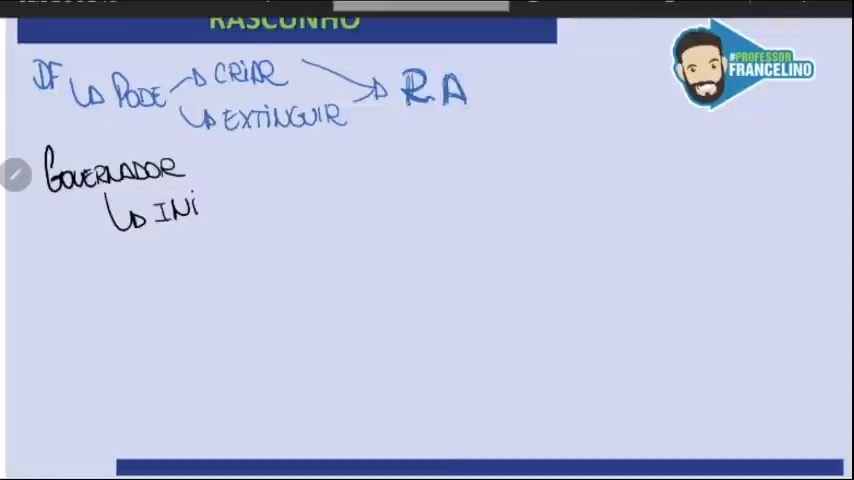 RASCUNHO
#PROFESSOR
FRANCELINO
DF
PODE
CRIAR
EXTINGUIR
R.A
GOVERNADOR
INI